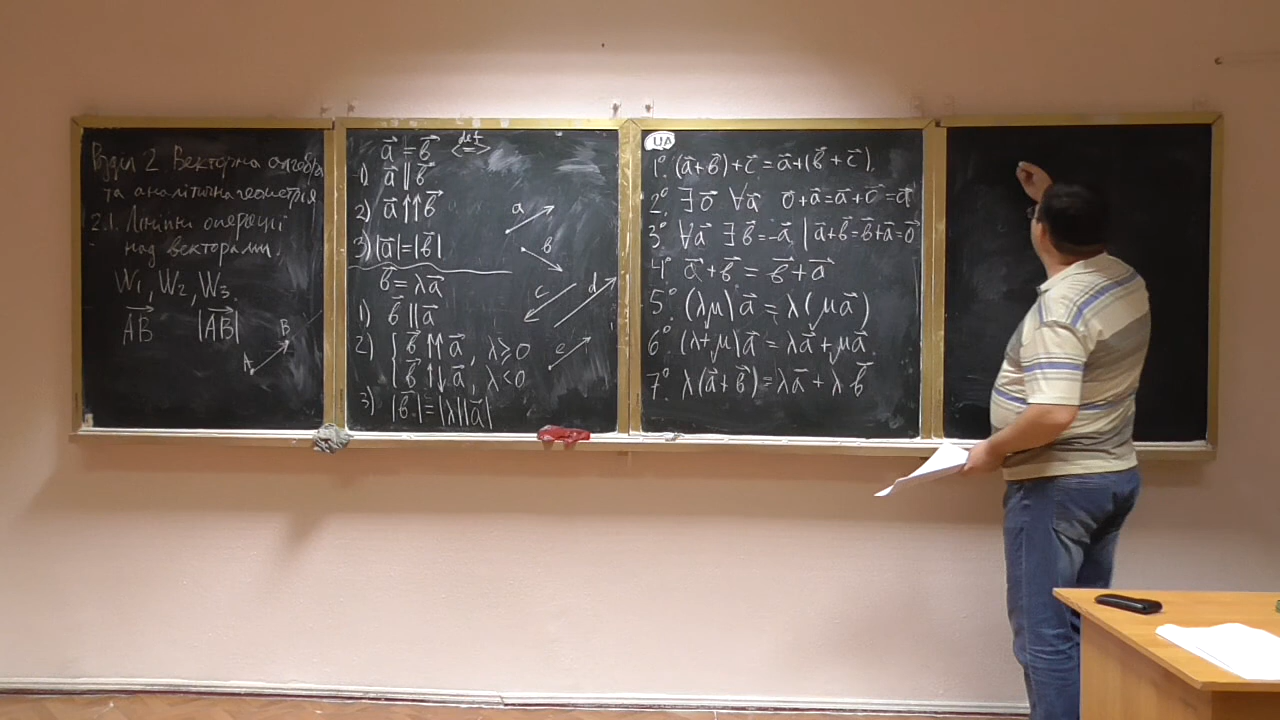 Розділ 2. Векторна алгебра
та аналітична геометрія
2.1. Лінійні операції
над векторами.
W₁, W₂, W₃.
AB⃗ |AB⃗|
A B
a⃗ = b⃗ <=> def
1) a⃗ ∥ b⃗
2) a⃗ ↑↑ b⃗
3) |a⃗| = |b⃗|
b⃗ = λa⃗
1) b⃗ ∥ a⃗
2) { b⃗ ↑↑ a⃗, λ ≥ 0
b⃗ ↑↓ a⃗, λ < 0
3) |b⃗| = |λ||a⃗|
a
b
c d
e
UA
1° (a⃗+b⃗)+c⃗ = a⃗+(b⃗+c⃗),
2° ∃ 0⃗ ∀a⃗ 0⃗+a⃗=a⃗+0⃗=a⃗
3° ∀a⃗ ∃ b⃗=-a⃗ | a⃗+b⃗=b⃗+a⃗=0⃗
4° a⃗+b⃗ = b⃗+a⃗
5° (λμ)a⃗ = λ(μa⃗)
6° (λ+μ)a⃗ = λa⃗+μa⃗
7° λ(a⃗+b⃗) = λa⃗+λb⃗